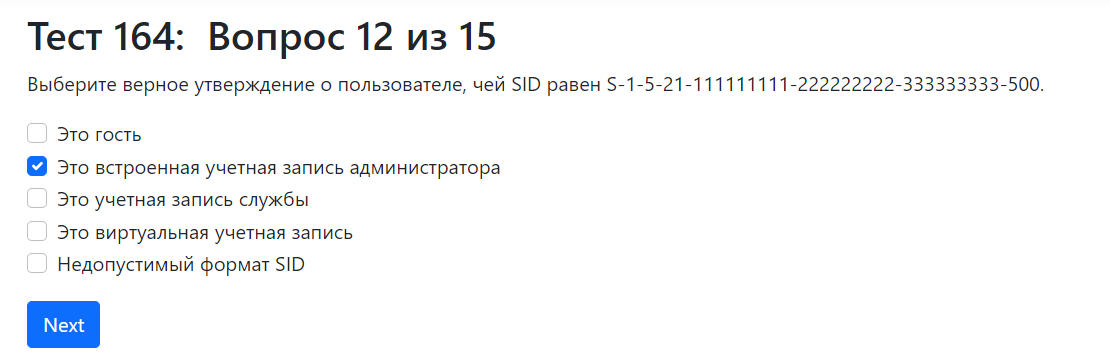 Тест 164: Вопрос 12 из 15
Выберите верное утверждение о пользователе, чей SID равен S-1-5-21-111111111-222222222-333333333-500.
Это гость
Это встроенная учетная запись администратора
Это учетная запись службы
Это виртуальная учетная запись
Недопустимый формат SID
Next